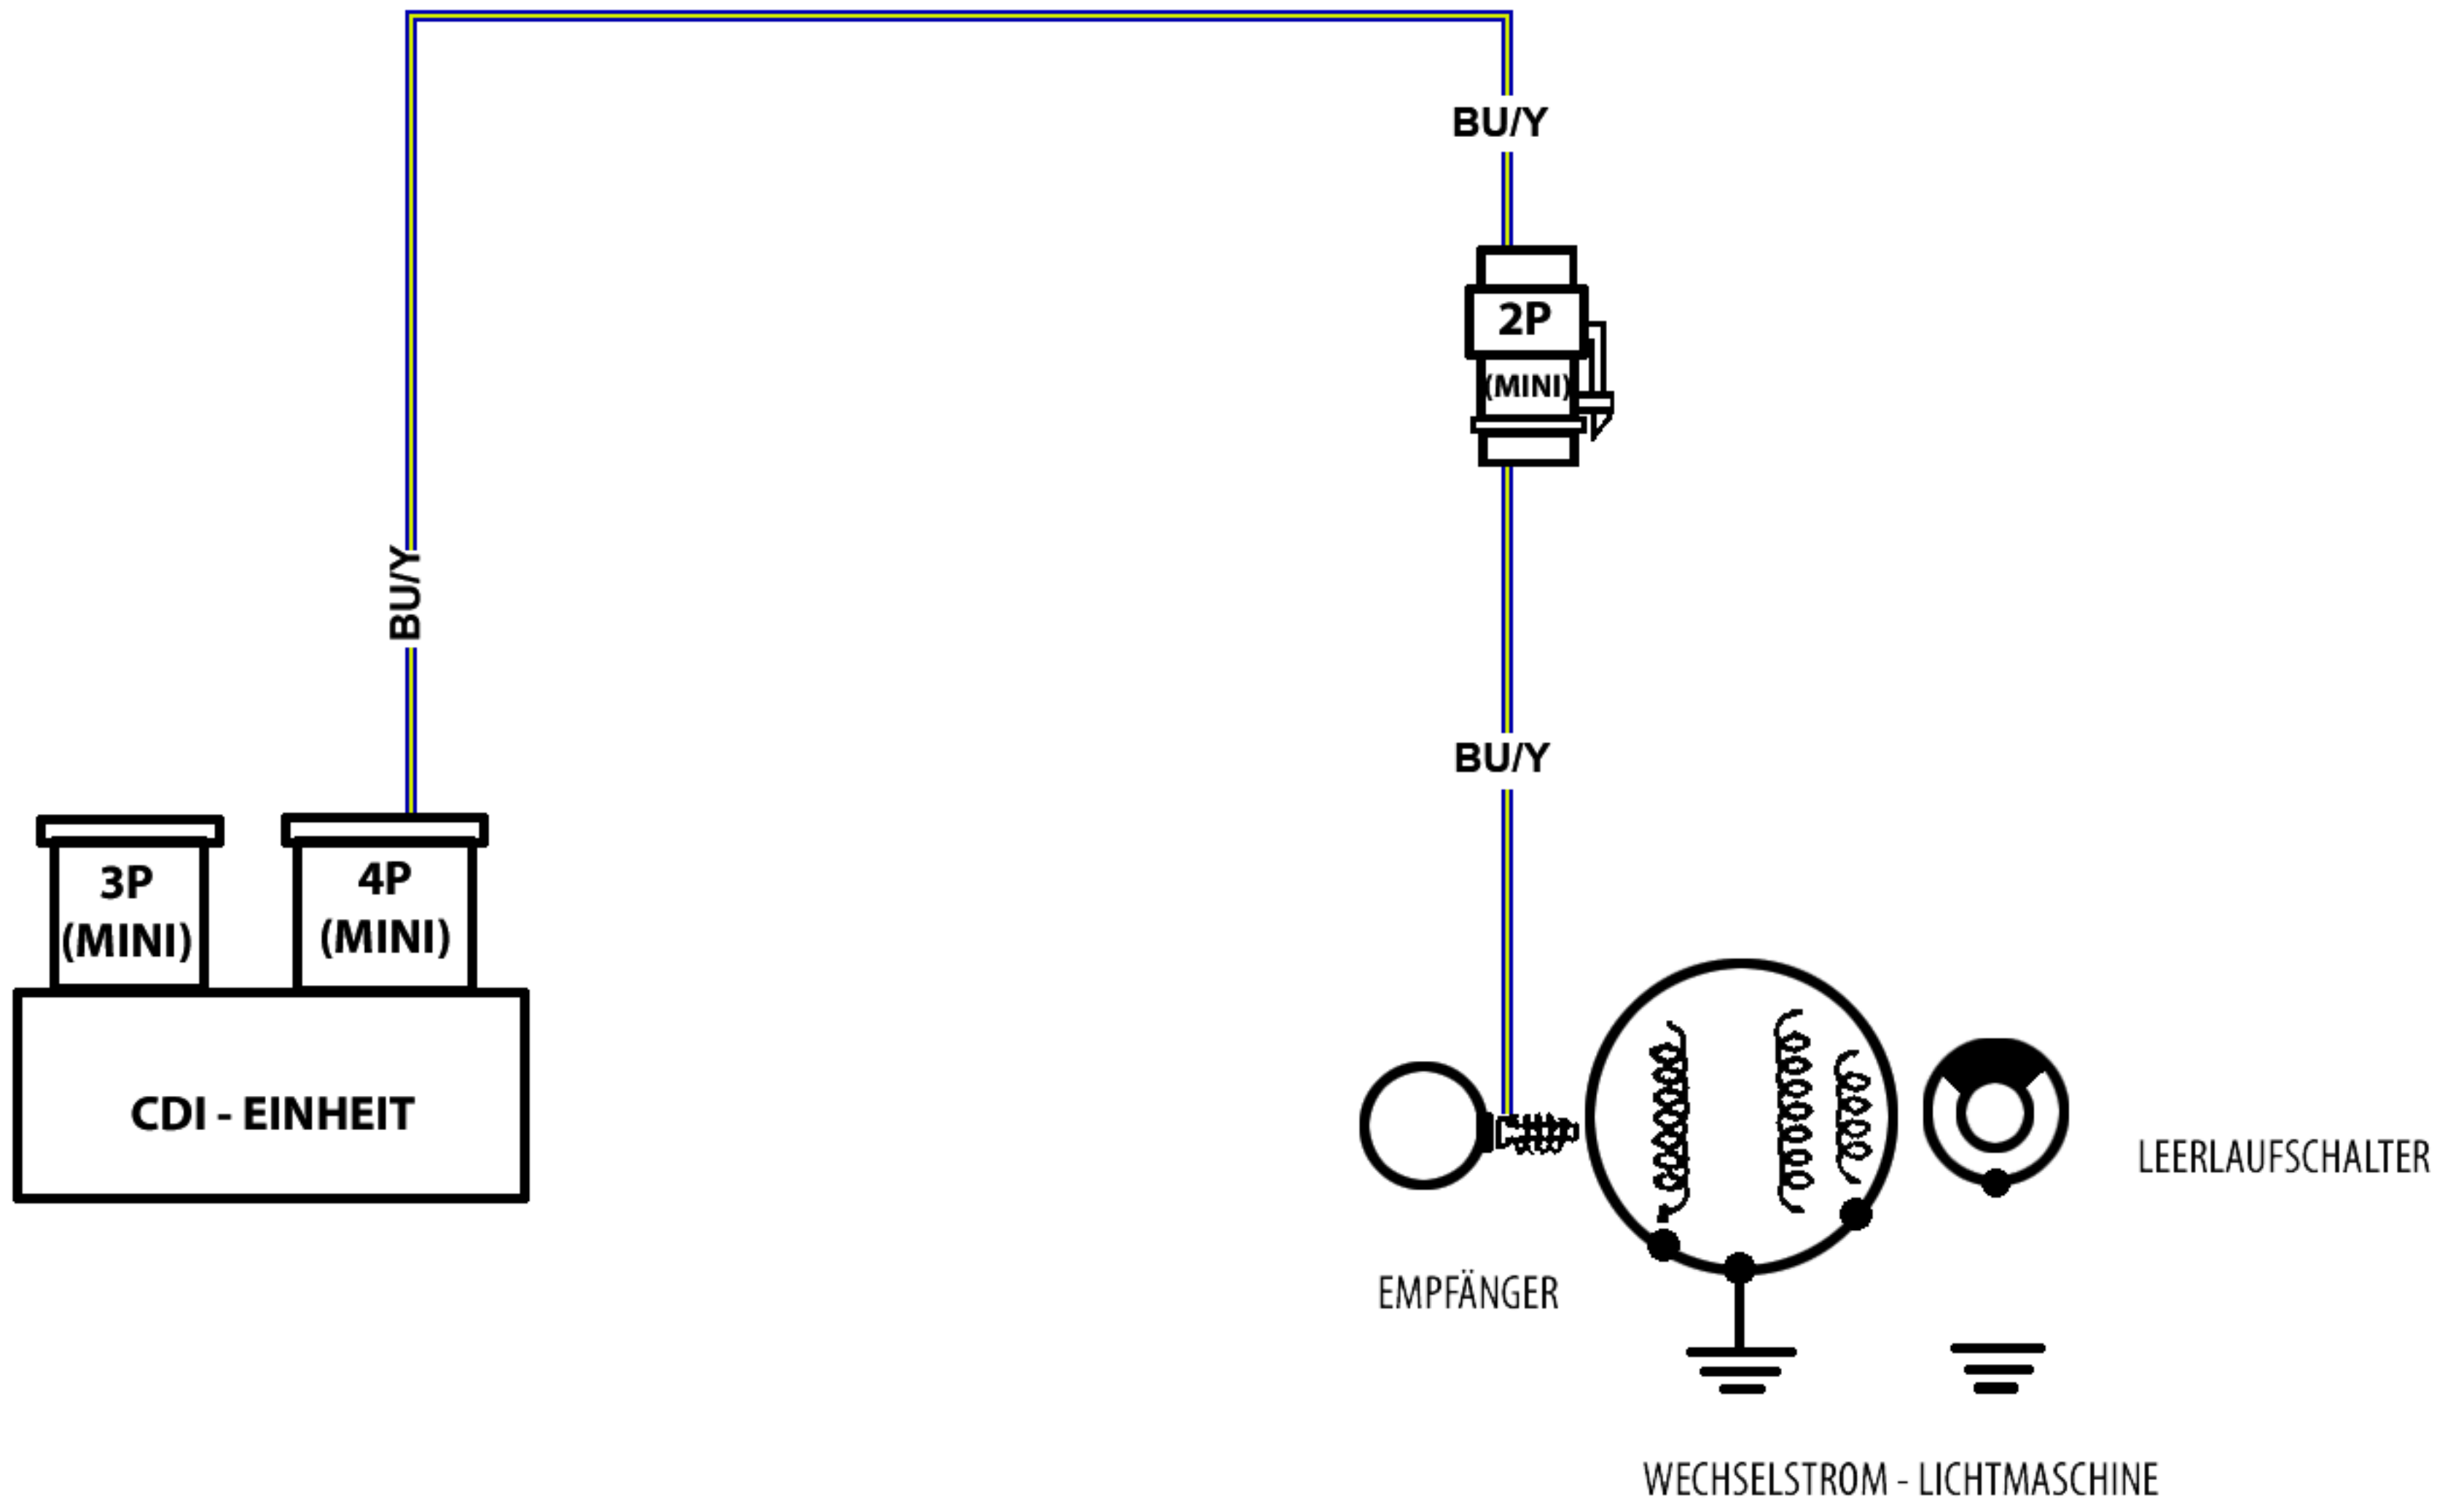 BU/Y
2P
(MINI)
BU/Y
BU/Y
3P
(MINI)
4P
(MINI)
CDI - EINHEIT
LEERLAUFSCHALTER
EMPFÄNGER
WECHSELSTROM - LICHTMASCHINE